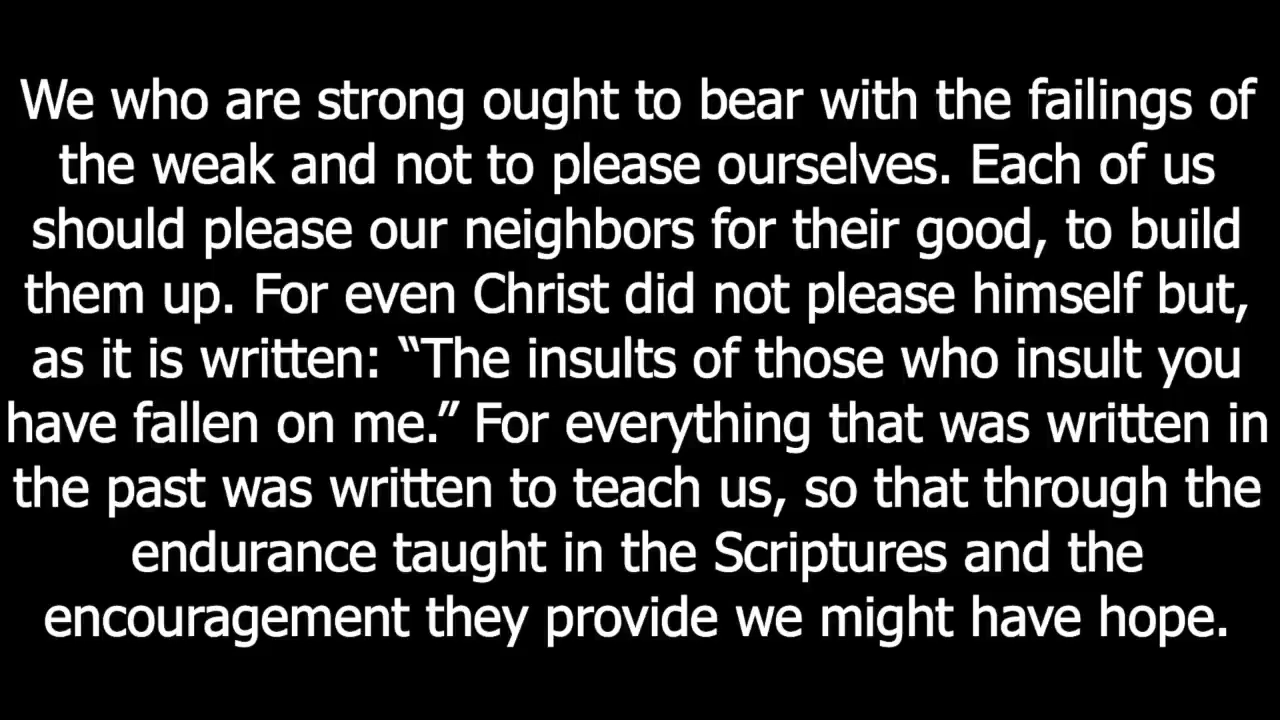 We who are strong ought to bear with the failings of
the weak and not to please ourselves. Each of us
should please our neighbors for their good, to build
them up. For even Christ did not please himself but,
as it is written: “The insults of those who insult you
have fallen on me.” For everything that was written in
the past was written to teach us, so that through the
endurance taught in the Scriptures and the
encouragement they provide we might have hope.